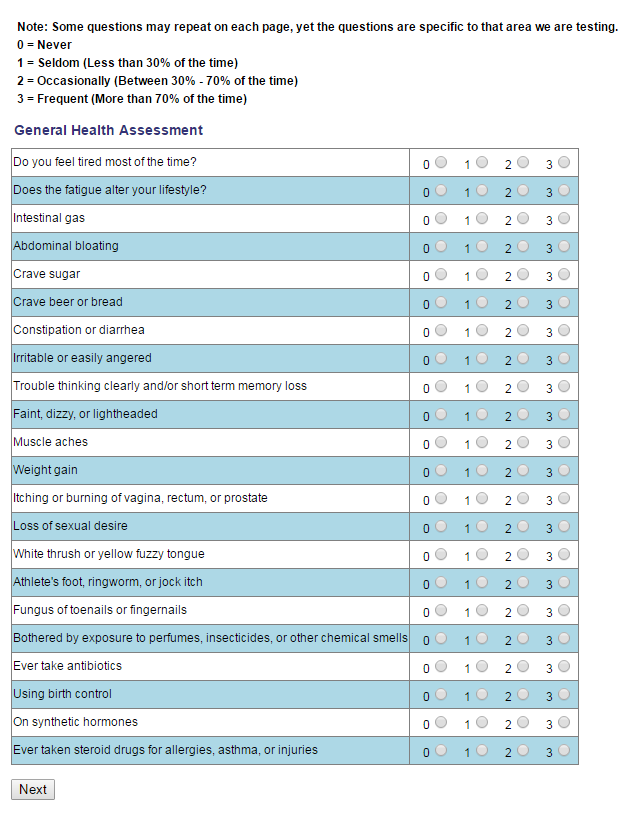 Note: Some questions may repeat on each page, yet the questions are specific to that area we are testing.
0 = Never
1 = Seldom (Less than 30% of the time)
2 = Occasionally (Between 30% - 70% of the time)
3 = Frequent (More than 70% of the time)
General Health Assessment
Do you feel tired most of the time? 0 1 2 3
Does the fatigue alter your lifestyle? 0 1 2 3
Intestinal gas 0 1 2 3
Abdominal bloating 0 1 2 3
Crave sugar 0 1 2 3
Crave beer or bread 0 1 2 3
Constipation or diarrhea 0 1 2 3
Irritable or easily angered 0 1 2 3
Trouble thinking clearly and/or short term memory loss 0 1 2 3
Faint, dizzy, or lightheaded 0 1 2 3
Muscle aches 0 1 2 3
Weight gain 0 1 2 3
Itching or burning of vagina, rectum, or prostate 0 1 2 3
Loss of sexual desire 0 1 2 3
White thrush or yellow fuzzy tongue 0 1 2 3
Athlete's foot, ringworm, or jock itch 0 1 2 3
Fungus of toenails or fingernails 0 1 2 3
Bothered by exposure to perfumes, insecticides, or other chemical smells 0 1 2 3
Ever take antibiotics 0 1 2 3
Using birth control 0 1 2 3
On synthetic hormones 0 1 2 3
Ever taken steroid drugs for allergies, asthma, or injuries 0 1 2 3
Next